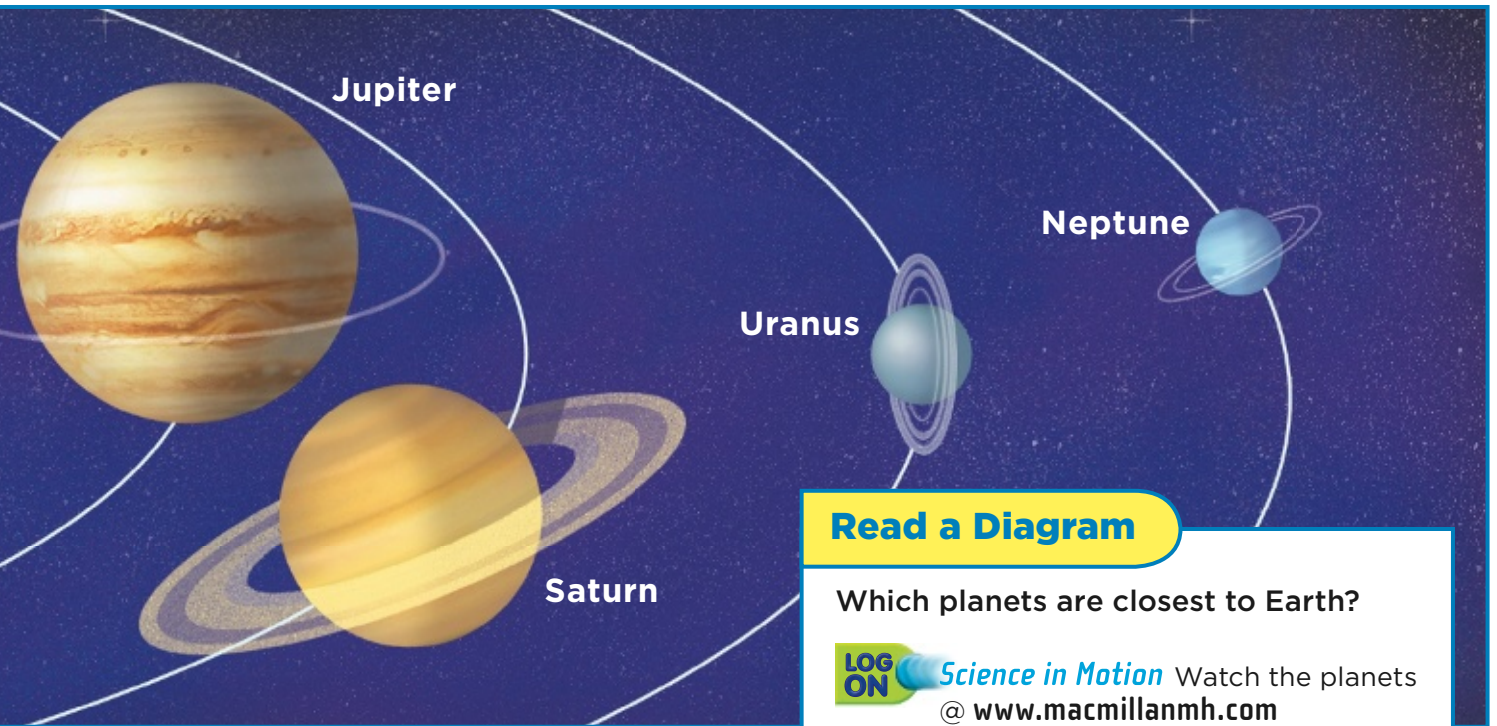 Jupiter
Neptune
Uranus
Saturn
Read a Diagram
Which planets are closest to Earth?
LOG
ON
Science in Motion Watch the planets
@ www.macmillanmh.com